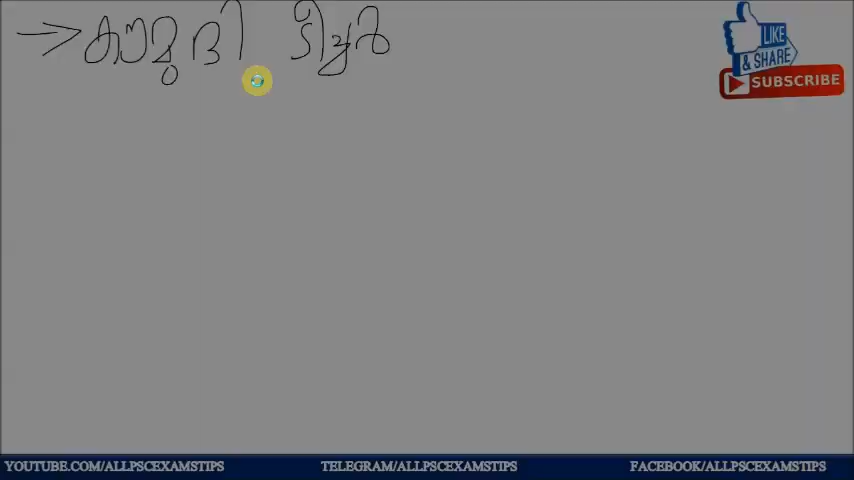 → കൗമുദി ടീച്ചർ
LIKE
& SHARE
SUBSCRIBE
YOUTUBE.COM/ALLPSCEXAMSTIPS TELEGRAM/ALLPSCEXAMSTIPS FACEBOOK/ALLPSCEXAMSTIPS